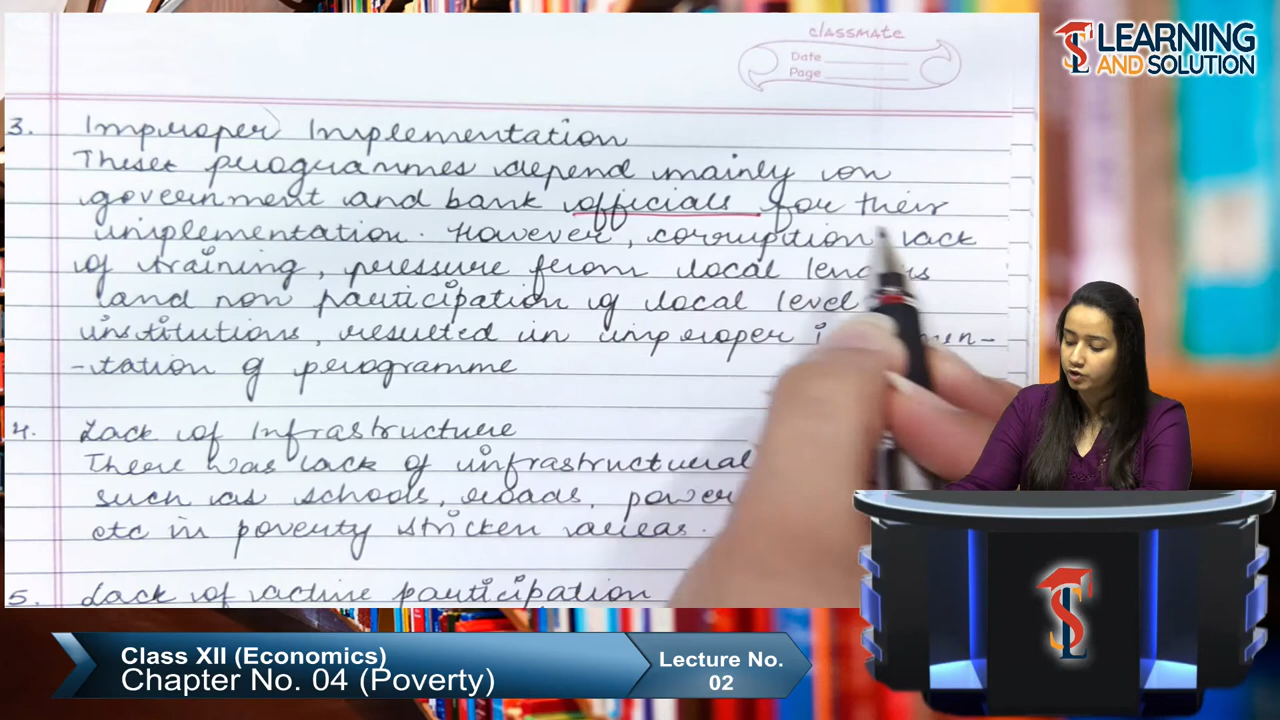 classmate
Date
Page
LEARNING
AND SOLUTION
3. Improper Implementation
These programmes depend mainly on
government and bank officials for their
implementation. However, corruption lack
of training, pressure from local
and non participation of local level
institutions, resulted in improper
-tation of programme
4. Lack of Infrastructure
There was lack of infrastructural
such as schools, roads, power
etc in poverty stricken areas.
5. Lack of active participation
Class XII (Economics)
Chapter No. 04 (Poverty)
Lecture No.
02